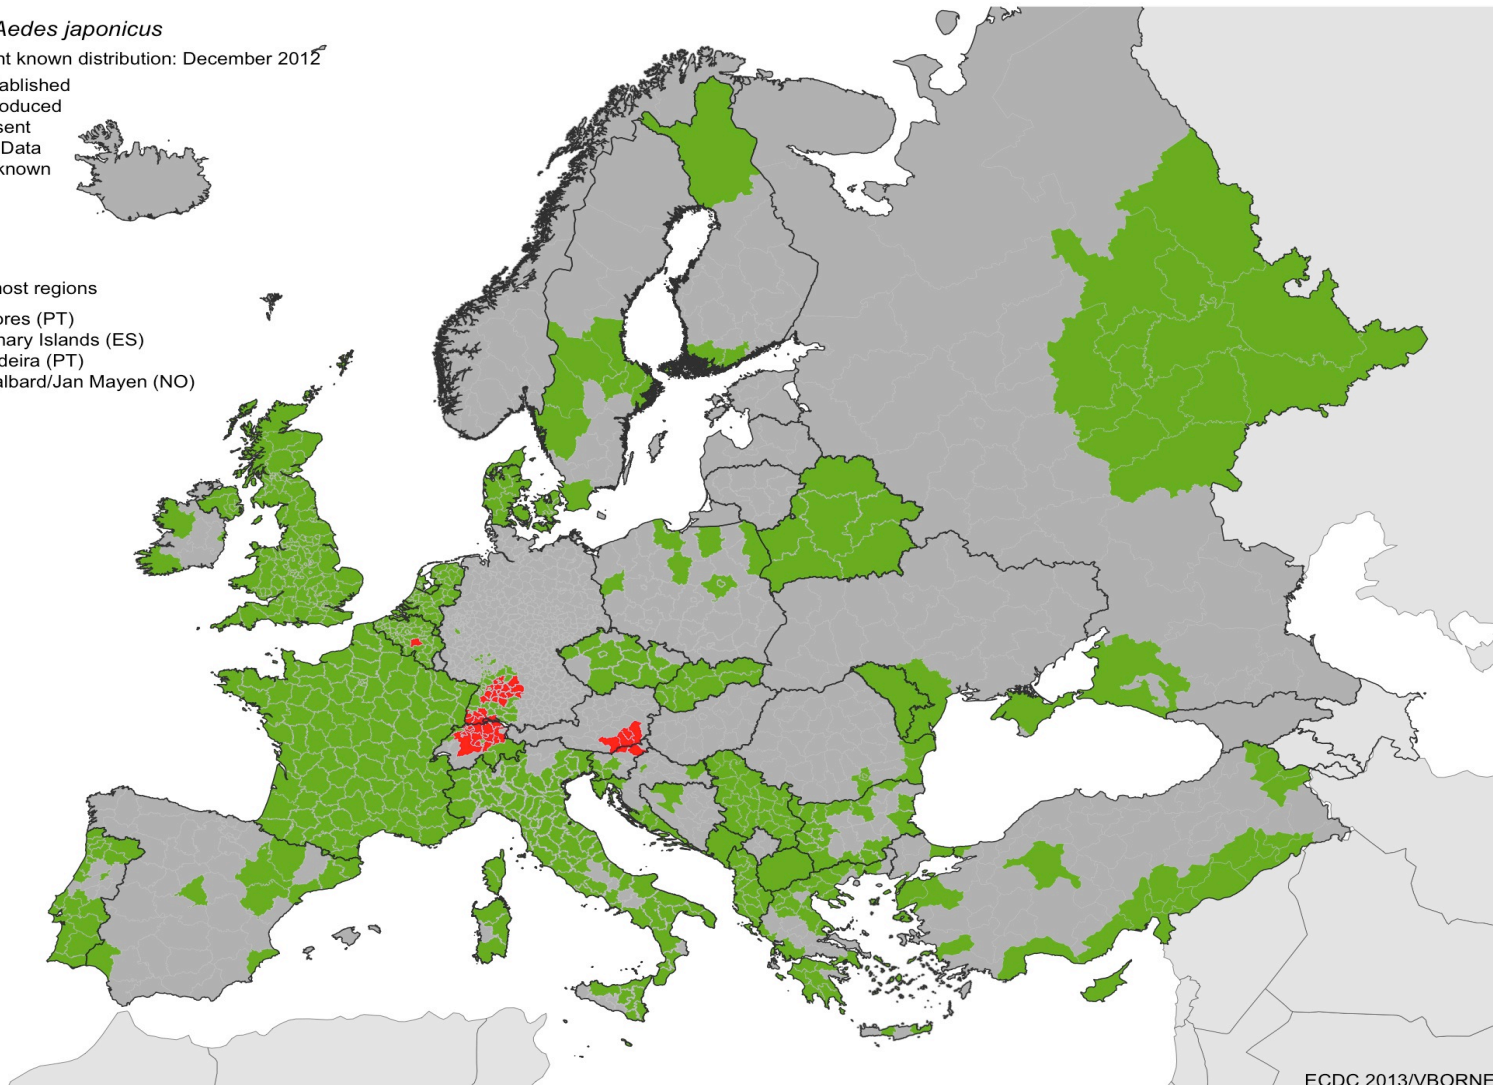 Aedes japonicus
nt known distribution: December 2012
ablished
oduced
sent
Data
known
nost regions
ores (PT)
nary Islands (ES)
deira (PT)
albard/Jan Mayen (NO)
ECDC 2013/VBORNE